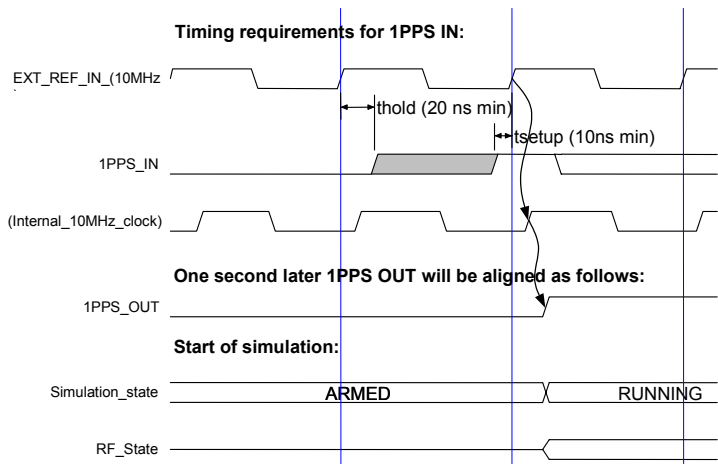 Timing requirements for 1PPS IN:
EXT_REF_IN_(10MHz
)
thold (20 ns min)
tsetup (10ns min)
1PPS_IN
(Internal_10MHz_clock)
One second later 1PPS OUT will be aligned as follows:
1PPS_OUT
Start of simulation:
Simulation_state
ARMED
RUNNING
RF_State